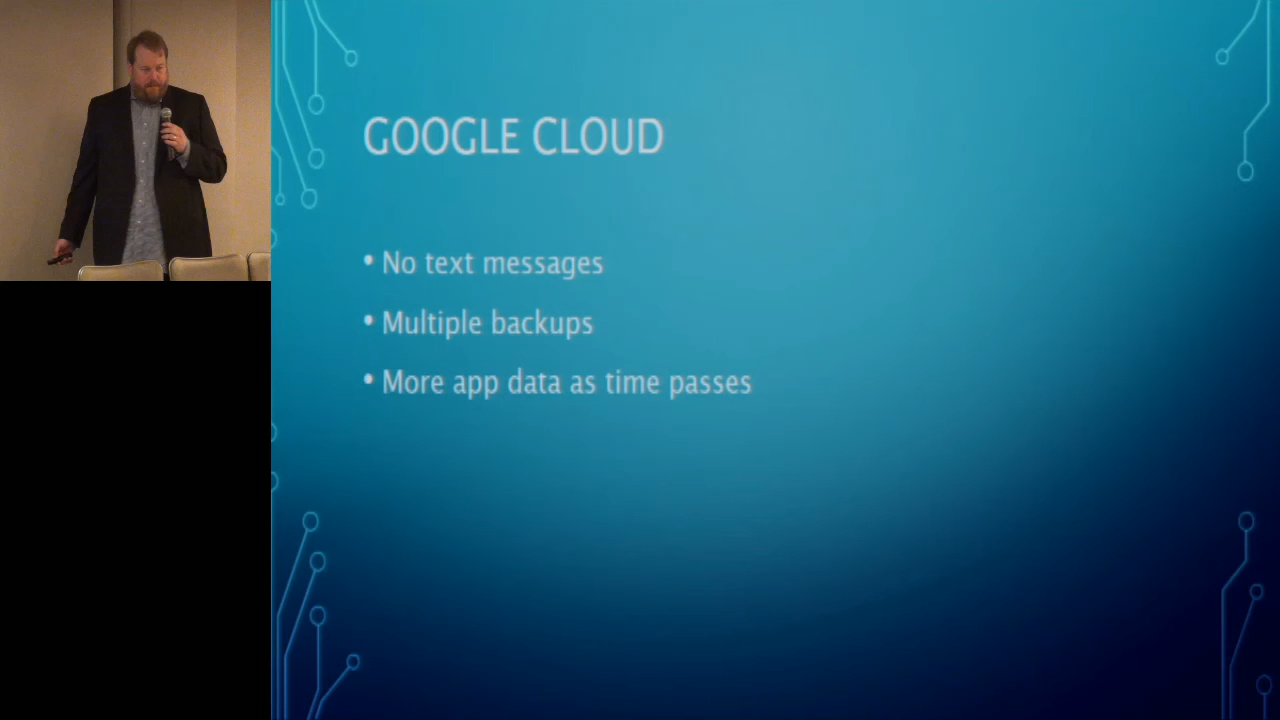 GOOGLE CLOUD
• No text messages
• Multiple backups
• More app data as time passes